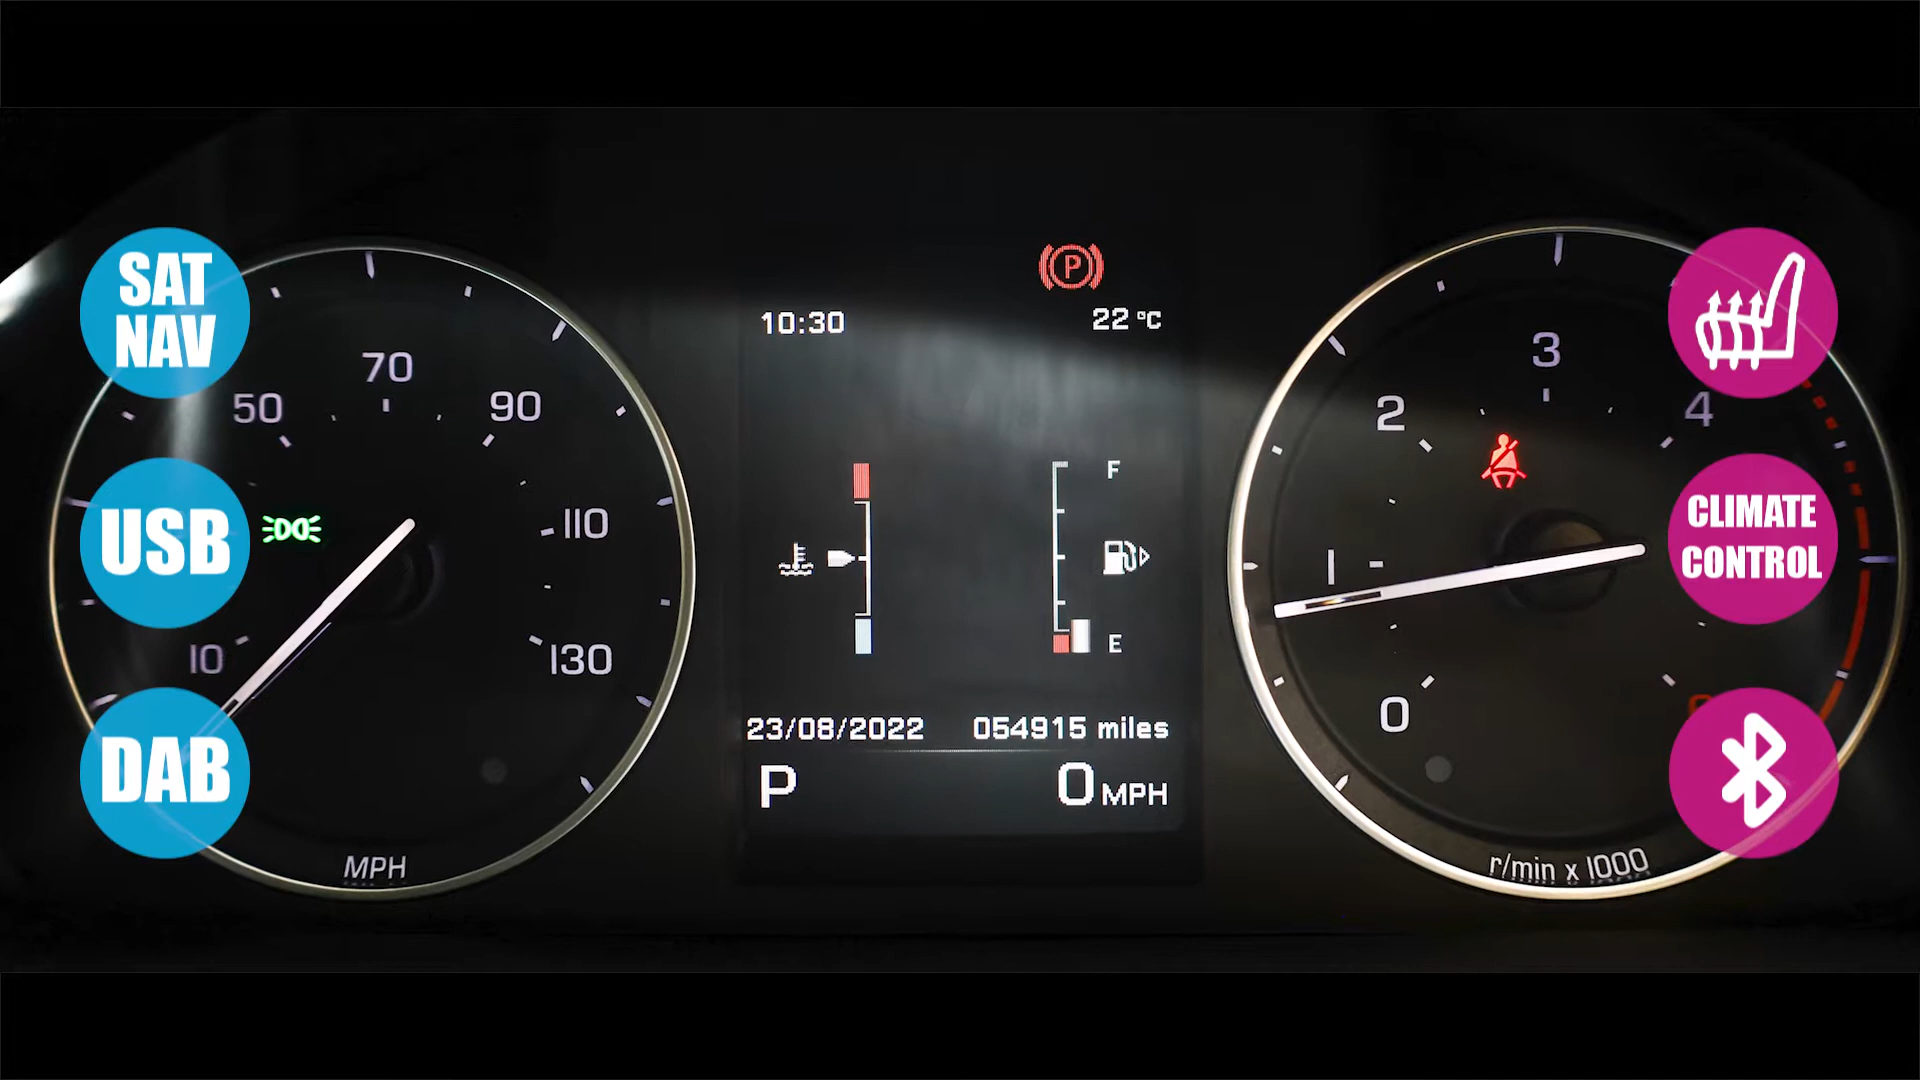 SAT
NAV
USB
DAB
10
50
70
90
110
130
MPH
P
10:30
22 °C
F
E
23/08/2022 054915 miles
P
0 MPH
0
1
2
3
4
r/min x 1000
CLIMATE
CONTROL